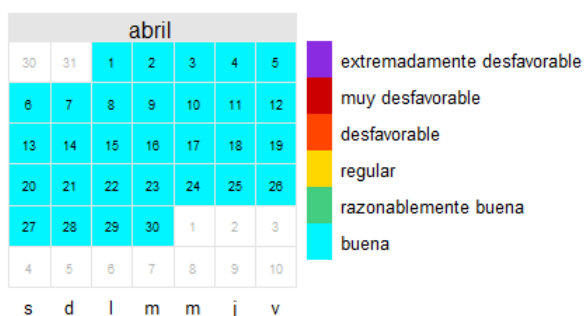 abril
30 31 1 2 3 4 5
6 7 8 9 10 11 12
13 14 15 16 17 18 19
20 21 22 23 24 25 26
27 28 29 30 1 2 3
4 5 6 7 8 9 10
s d l m m j v
extremadamente desfavorable
muy desfavorable
desfavorable
regular
razonablemente buena
buena